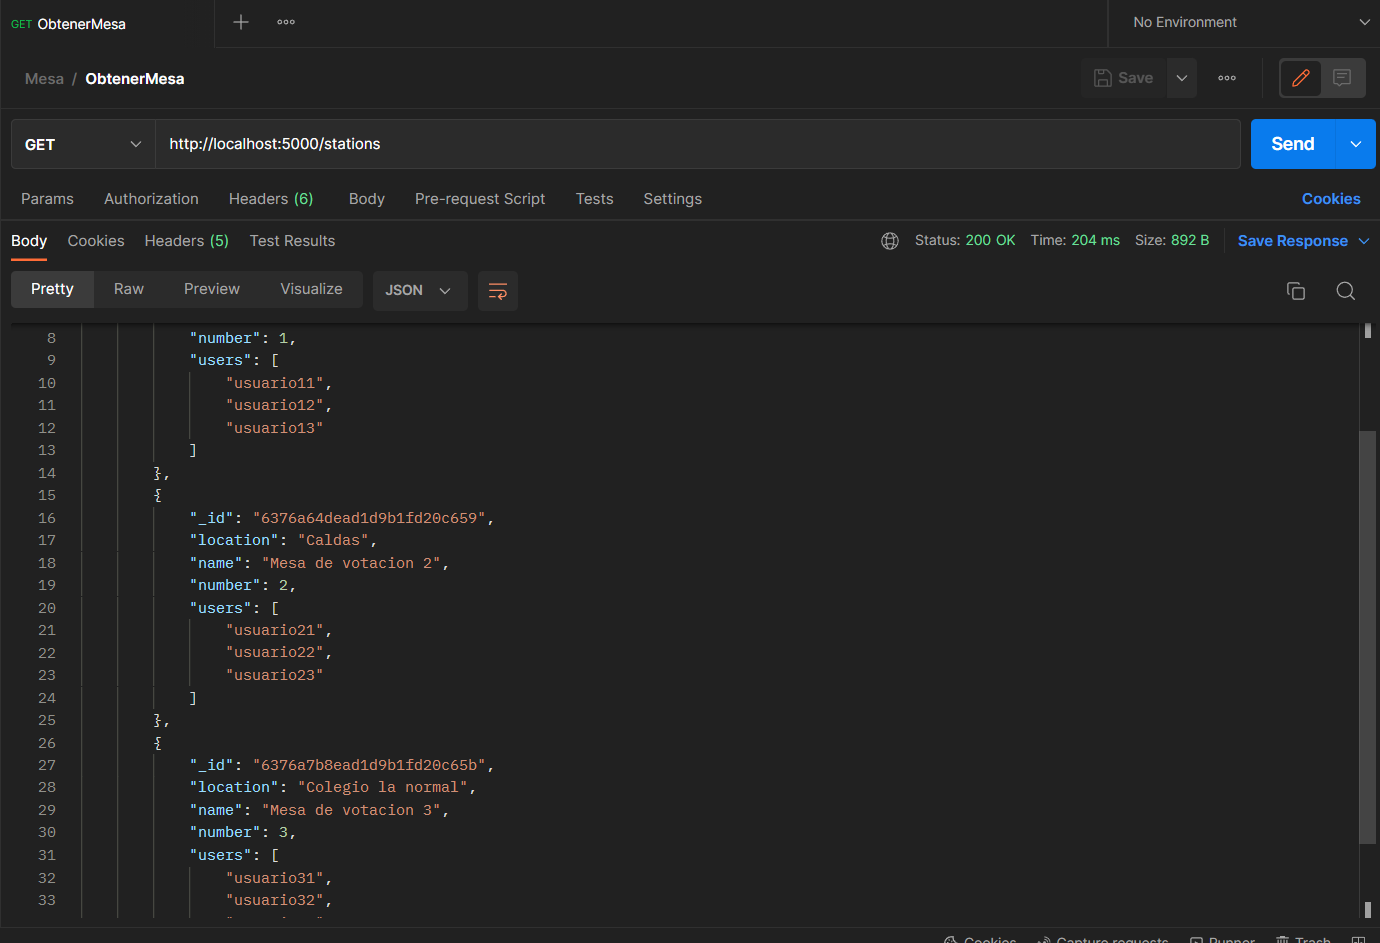 GET ObtenerMesa
No Environment
Mesa / ObtenerMesa
Save
GET
http://localhost:5000/stations
Send
Params Authorization Headers (6) Body Pre-request Script Tests Settings
Cookies
Body Cookies Headers (5) Test Results
Status: 200 OK Time: 204 ms Size: 892 B Save Response
Pretty Raw Preview Visualize JSON
8 "number": 1,
9 "users": [
10 "usuario11",
11 "usuario12",
12 "usuario13"
13 ]
14 },
15 {
16 "_id": "6376a64dead1d9b1fd20c659",
17 "location": "Caldas",
18 "name": "Mesa de votacion 2",
19 "number": 2,
20 "users": [
21 "usuario21",
22 "usuario22",
23 "usuario23"
24 ]
25 },
26 {
27 "_id": "6376a7b8ead1d9b1fd20c65b",
28 "location": "Colegio la normal",
29 "name": "Mesa de votacion 3",
30 "number": 3,
31 "users": [
32 "usuario31",
33 "usuario32",
Cookies Capture requests Runner Trash